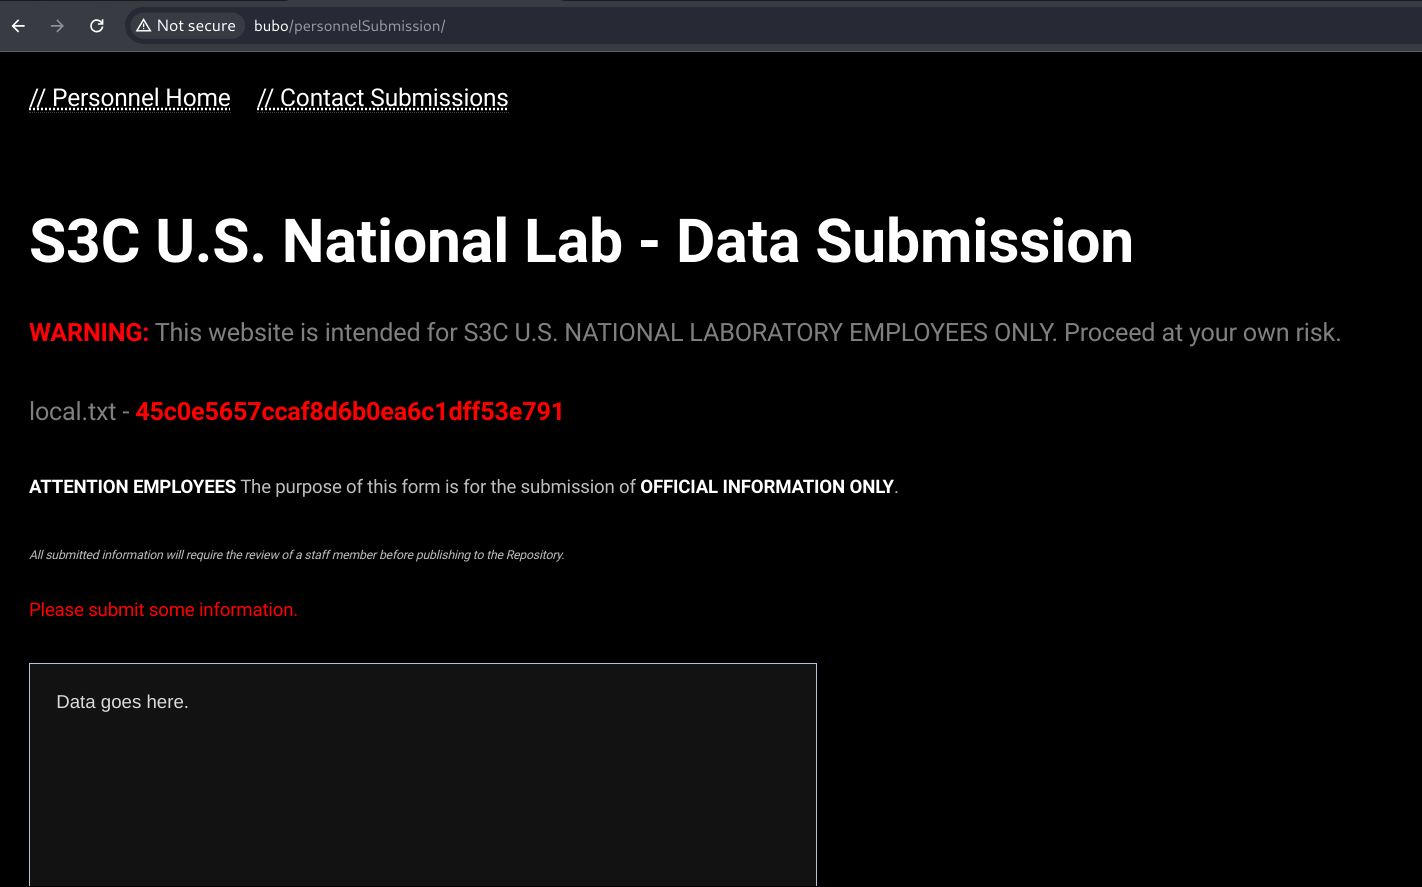 Not secure bubo/personnelSubmission/
// Personnel Home // Contact Submissions
S3C U.S. National Lab - Data Submission
WARNING: This website is intended for S3C U.S. NATIONAL LABORATORY EMPLOYEES ONLY. Proceed at your own risk.
local.txt - 45c0e5657ccaf8d6b0ea6c1dff53e791
ATTENTION EMPLOYEES The purpose of this form is for the submission of OFFICIAL INFORMATION ONLY.
All submitted information will require the review of a staff member before publishing to the Repository.
Please submit some information.
Data goes here.